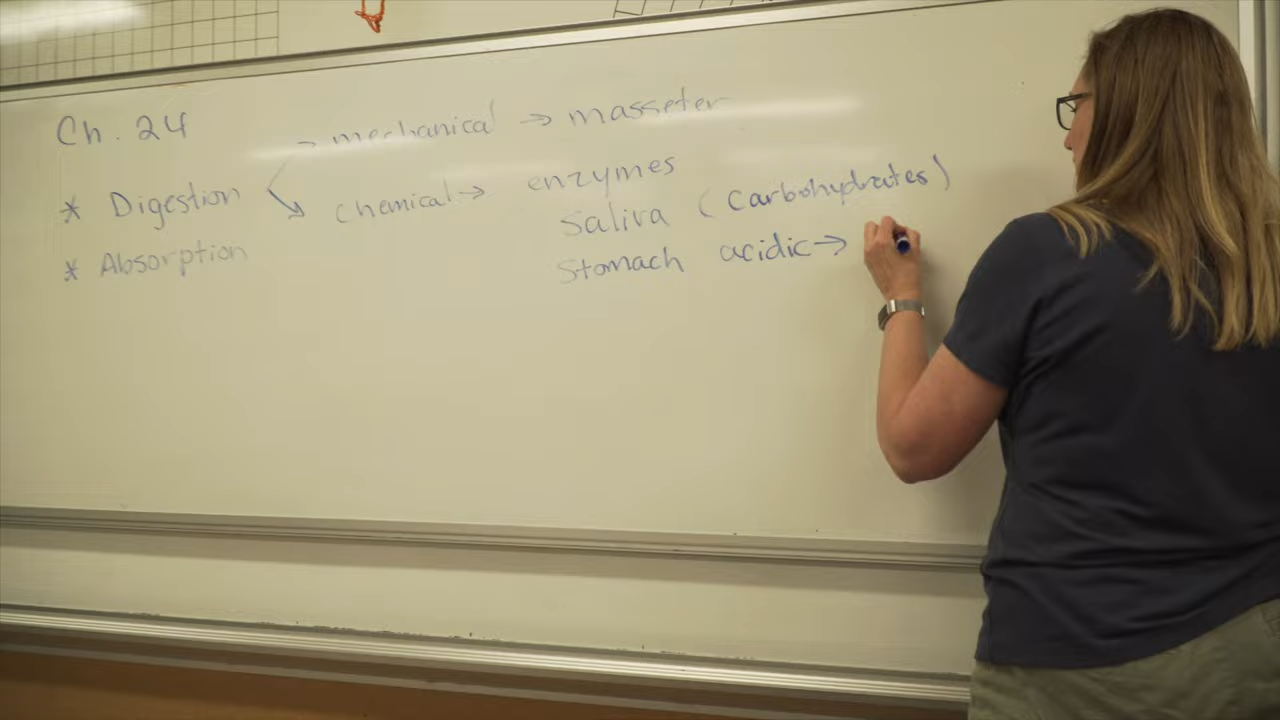 Ch. 24
→ mechanical → masseter
* Digestion
chemical → enzymes
saliva (carbohydrates)
* Absorption
stomach acidic →